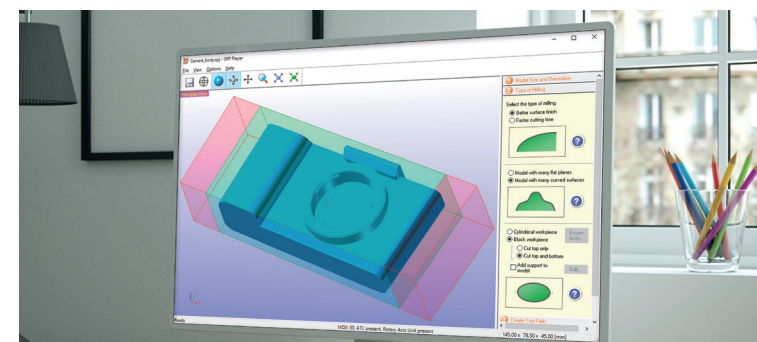 Camera_body.spj - SRP Player
File View Options Help
Model Size and Orientation
Type of Milling
Select the type of milling.
Better surface finish
Faster cutting time
?
Model with many flat planes
Model with many curved surfaces
?
Cylindrical workpiece
Block workpiece
Cut top only
Cut top and bottom
Add support to
model
Edit...
?
Create Tool Path
Ready
MDX-50, ATC present, Rotary Axis Unit present
145.00 x 78.50 x 45.00 [mm]